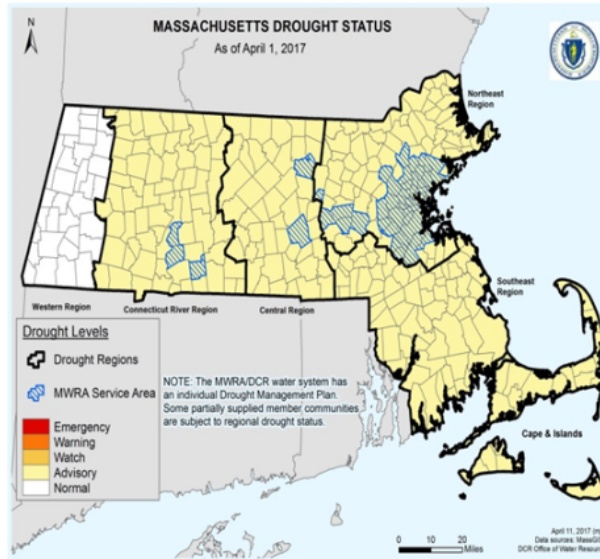 MASSACHUSETTS DROUGHT STATUS
As of April 1, 2017
N
Northeast
Region
Southeast
Region
Western Region
Connecticut River Region
Central Region
Cape & Islands
Drought Levels
Drought Regions
MWRA Service Area
Emergency
Warning
Watch
Advisory
Normal
NOTE: The MWRA/DCR water system has
an individual Drought Management Plan.
Some partially supplied member communities
are subject to regional drought status.
0 10 20
Miles
April 11, 2017
Data sources:
DCR Office of Water